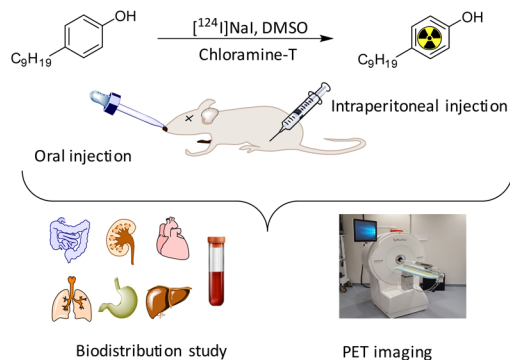 OH
[¹²⁴I]NaI, DMSO
OH
C₉H₁₉
Chloramine-T
C₉H₁₉
Intraperitoneal injection
Oral injection
Biodistribution study
PET imaging